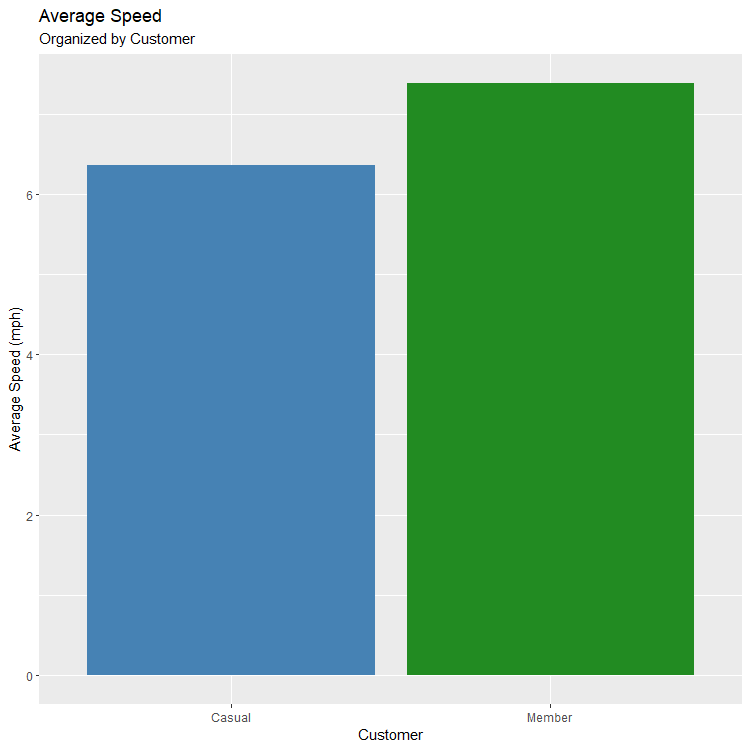 Average Speed
Organized by Customer
Average Speed (mph)
6
4
2
0
Casual
Member
Customer